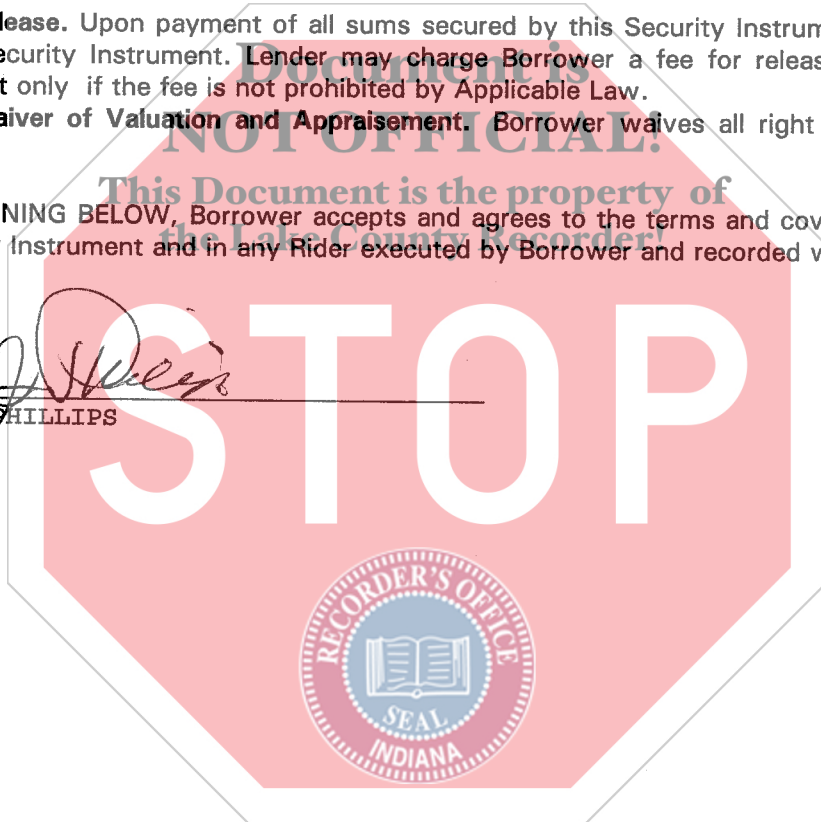 lease. Upon payment of all sums secured by this Security Instrum
ecurity Instrument. Lender may charge Borrower a fee for releas
t only if the fee is not prohibited by Applicable Law.
aiver of Valuation and Appraisement. Borrower waives all right
Document is
NOT OFFICIAL!
This Document is the property of
the Lake County Recorder!
NING BELOW, Borrower accepts and agrees to the terms and cov
Instrument and in any Rider executed by Borrower and recorded w
Phillips
PHILLIPS
STOP
RECORDER'S OFFICE
SEAL
INDIANA